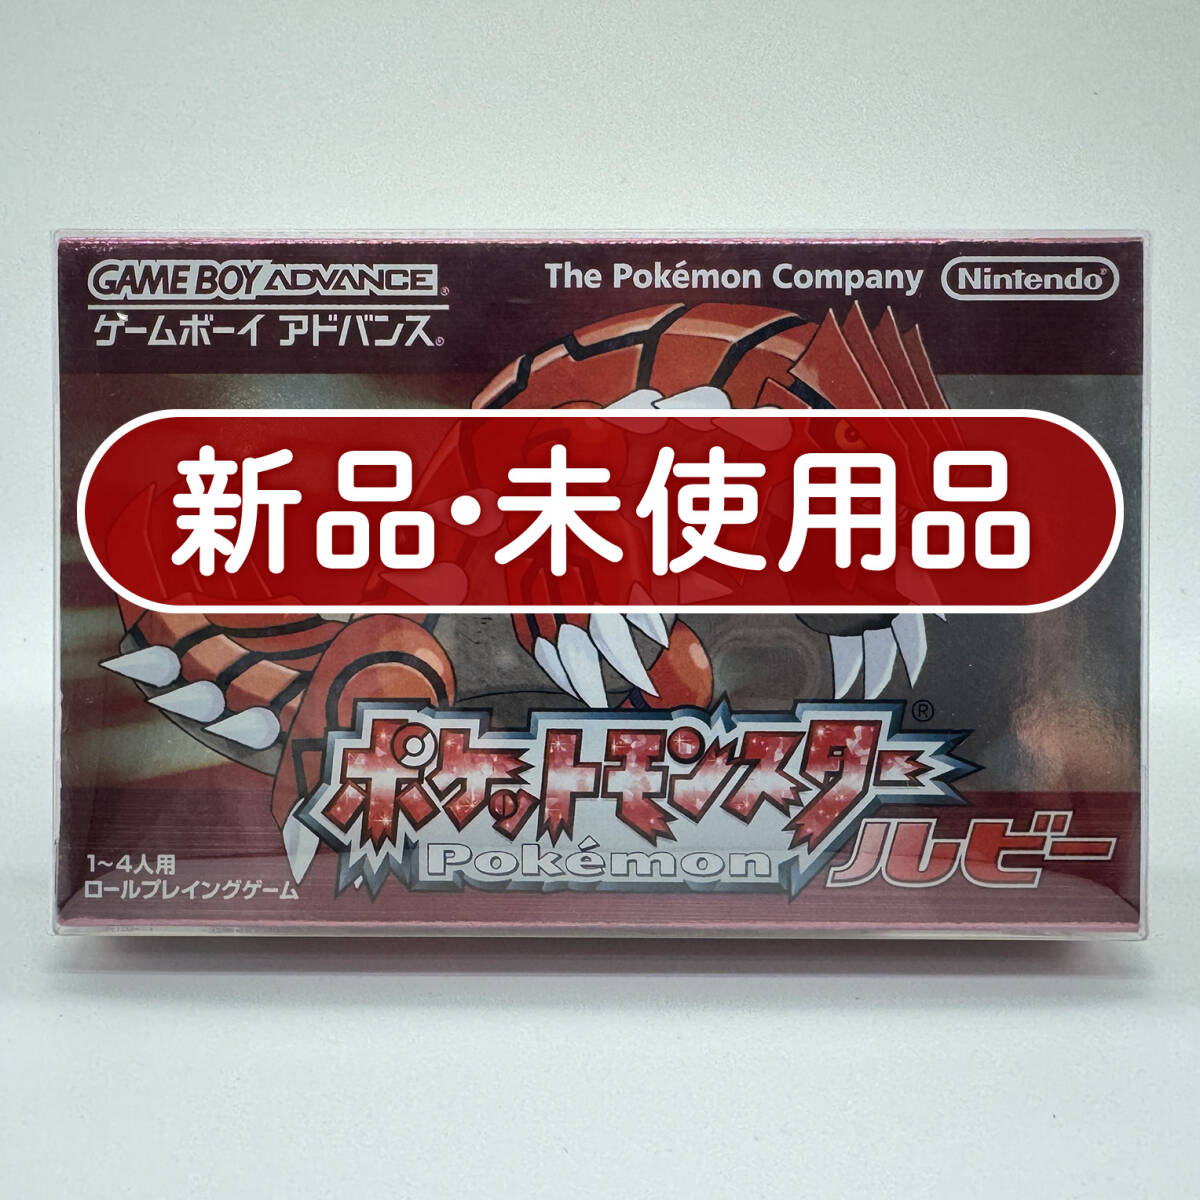 GAME BOY ADVANCE®
The Pokémon Company
Nintendo®
ゲームボーイ アドバンス®
新品・未使用品
®
ポケットモンスター
Pokémon
ルビー
1~4人用
ロールプレイングゲーム